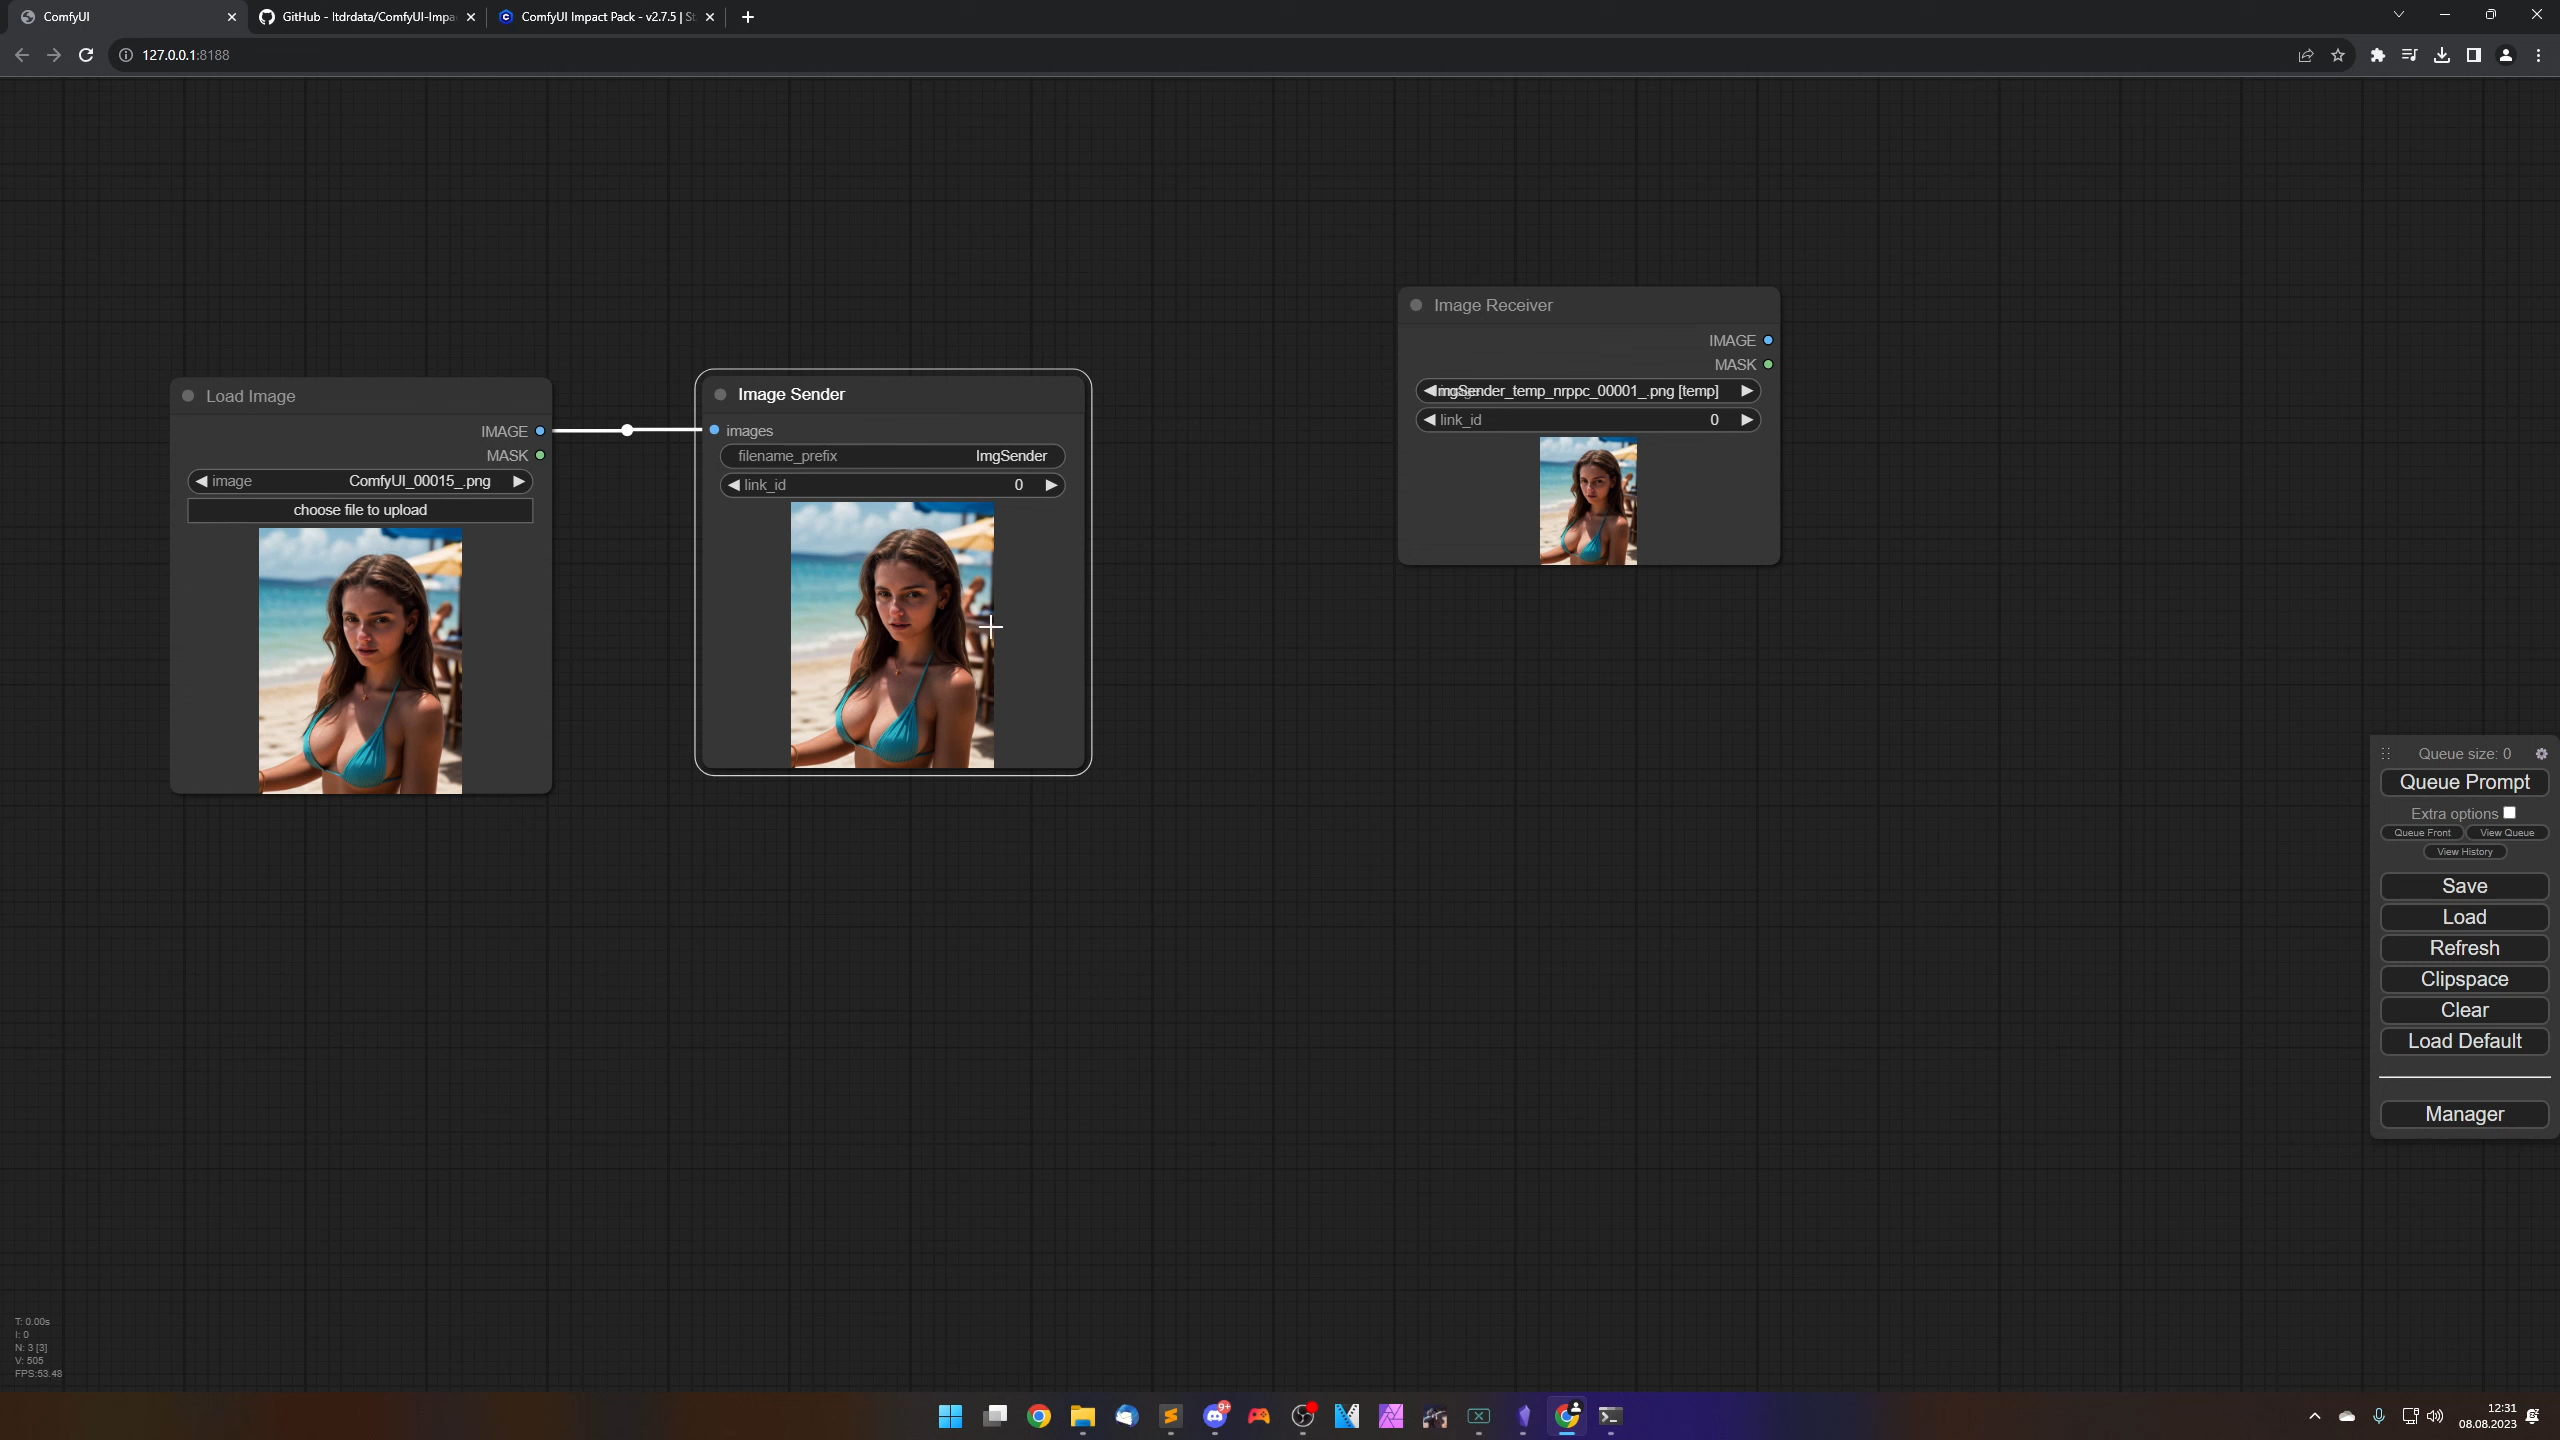 ComfyUI
GitHub - ltdrdata/ComfyUI-Impa
ComfyUI Impact Pack - v2.7.5 | St
127.0.0.1:8188
Load Image
IMAGE
MASK
image ComfyUI_00015_.png
choose file to upload
Image Sender
images
filename_prefix ImgSender
link_id 0
Image Receiver
IMAGE
MASK
ImgSender_temp_nrppc_00001_.png [temp]
link_id 0
Queue size: 0
Queue Prompt
Extra options
Queue Front View Queue
View History
Save
Load
Refresh
Clipspace
Clear
Load Default
Manager
T: 0.00s
I: 0
N: 3 [3]
V: 505
FPS:53.48
9+
12:31
08.08.2023